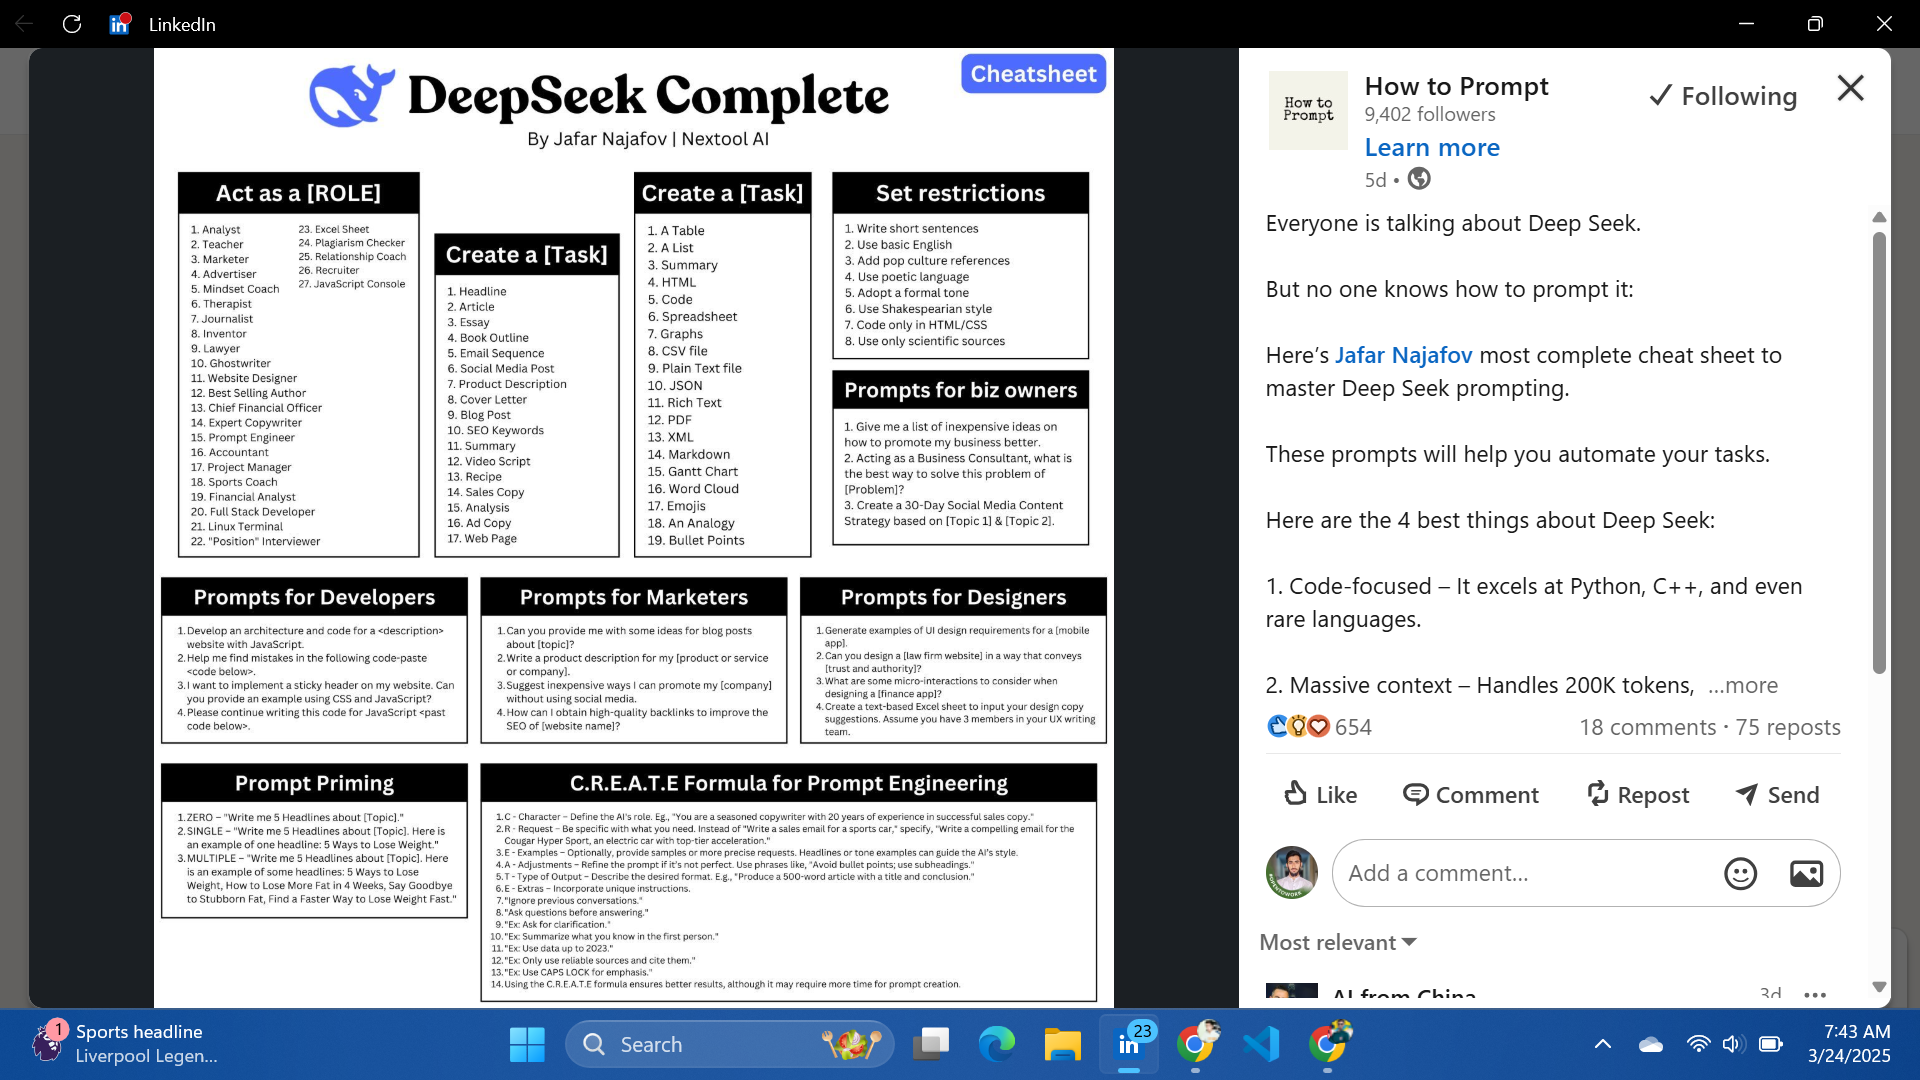 LinkedIn
DeepSeek Complete
Cheatsheet
By Jafar Najafov | Nextool AI
Act as a [ROLE]
1. Analyst
2. Teacher
3. Marketer
4. Advertiser
5. Mindset Coach
6. Therapist
7. Journalist
8. Inventor
9. Lawyer
10. Ghostwriter
11. Website Designer
12. Best Selling Author
13. Chief Financial Officer
14. Expert Copywriter
15. Prompt Engineer
16. Accountant
17. Project Manager
18. Sports Coach
19. Financial Analyst
20. Full Stack Developer
21. Linux Terminal
22. "Position" Interviewer
23. Excel Sheet
24. Plagiarism Checker
25. Relationship Coach
26. Recruiter
27. JavaScript Console
Create a [Task]
1. Headline
2. Article
3. Essay
4. Book Outline
5. Email Sequence
6. Social Media Post
7. Product Description
8. Cover Letter
9. Blog Post
10. SEO Keywords
11. Summary
12. Video Script
13. Recipe
14. Sales Copy
15. Analysis
16. Ad Copy
17. Web Page
Create a [Task]
1. A Table
2. A List
3. Summary
4. HTML
5. Code
6. Spreadsheet
7. Graphs
8. CSV file
9. Plain Text file
10. JSON
11. Rich Text
12. PDF
13. XML
14. Markdown
15. Gantt Chart
16. Word Cloud
17. Emojis
18. An Analogy
19. Bullet Points
Set restrictions
1. Write short sentences
2. Use basic English
3. Add pop culture references
4. Use poetic language
5. Adopt a formal tone
6. Use Shakespearian style
7. Code only in HTML/CSS
8. Use only scientific sources
Prompts for biz owners
1. Give me a list of inexpensive ideas on
how to promote my business better.
2. Acting as a Business Consultant, what is
the best way to solve this problem of
[Problem]?
3. Create a 30-Day Social Media Content
Strategy based on [Topic 1] & [Topic 2].
Prompts for Developers
1. Develop an architecture and code for a <description>
website with JavaScript.
2. Help me find mistakes in the following code-paste
<code below>.
3. I want to implement a sticky header on my website. Can
you provide an example using CSS and JavaScript?
4. Please continue writing this code for JavaScript <past
code below>.
Prompts for Marketers
1. Can you provide me with some ideas for blog posts
about [topic]?
2. Write a product description for my [product or service
or company].
3. Suggest inexpensive ways I can promote my [company]
without using social media.
4. How can I obtain high-quality backlinks to improve the
SEO of [website name]?
Prompts for Designers
1. Generate examples of UI design requirements for a [mobile
app].
2. Can you design a [law firm website] in a way that conveys
[trust and authority]?
3. What are some micro-interactions to consider when
designing a [finance app]?
4. Create a text-based Excel sheet to input your design copy
suggestions. Assume you have 3 members in your UX writing
team.
Prompt Priming
1. ZERO – "Write me 5 Headlines about [Topic]."
2. SINGLE – "Write me 5 Headlines about [Topic]. Here is
an example of one headline: 5 Ways to Lose Weight."
3. MULTIPLE – "Write me 5 Headlines about [Topic]. Here
is an example of some headlines: 5 Ways to Lose
Weight, How to Lose More Fat in 4 Weeks, Say Goodbye
to Stubborn Fat, Find a Faster Way to Lose Weight Fast."
C.R.E.A.T.E Formula for Prompt Engineering
1. C - Character – Define the AI's role. Eg., "You are a seasoned copywriter with 20 years of experience in successful sales copy."
2. R - Request – Be specific with what you need. Instead of "Write a sales email for a sports car," specify, "Write a compelling email for the
Cougar Hyper Sport, an electric car with top-tier acceleration."
3. E - Examples – Optionally, provide samples or more precise requests. Headlines or tone examples can guide the AI's style.
4. A - Adjustments – Refine the prompt if it's not perfect. Use phrases like, "Avoid bullet points; use subheadings."
5. T - Type of Output – Describe the desired format. E.g., "Produce a 500-word article with a title and conclusion."
6. E - Extras – Incorporate unique instructions.
7. "Ignore previous conversations."
8. "Ask questions before answering."
9. "Ex: Ask for clarification."
10. "Ex: Summarize what you know in the first person."
11. "Ex: Use data up to 2023."
12. "Ex: Only use reliable sources and cite them."
13. "Ex: Use CAPS LOCK for emphasis."
14. Using the C.R.E.A.T.E formula ensures better results, although it may require more time for prompt creation.
How to
Prompt
How to Prompt
9,402 followers
Learn more
5d •
Following
Everyone is talking about Deep Seek.
But no one knows how to prompt it:
Here's Jafar Najafov most complete cheat sheet to
master Deep Seek prompting.
These prompts will help you automate your tasks.
Here are the 4 best things about Deep Seek:
1. Code-focused – It excels at Python, C++, and even
rare languages.
2. Massive context – Handles 200K tokens, …more
654
18 comments · 75 reposts
Like
Comment
Repost
Send
#OPENTOWORK
Add a comment…
Most relevant
AI from China
3d
1
Sports headline
Liverpool Legen...
Search
23
7:43 AM
3/24/2025